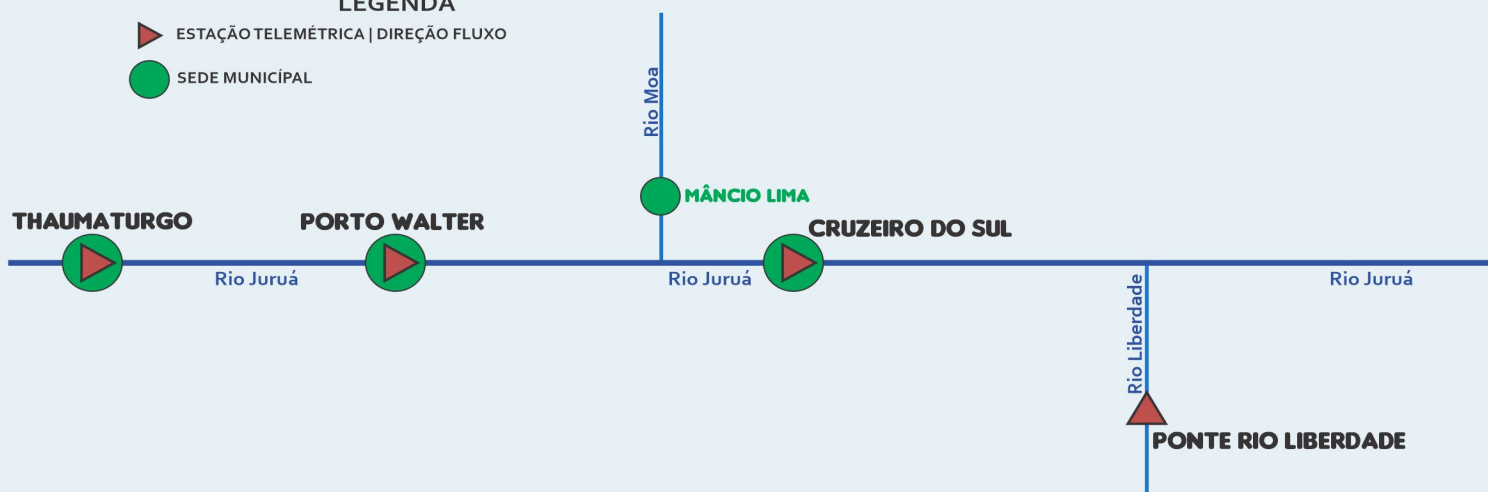 LEGENDA
ESTAÇÃO TELEMÉTRICA | DIREÇÃO FLUXO
SEDE MUNICÍPAL
Rio Moa
MÂNCIO LIMA
THAUMATURGO
PORTO WALTER
CRUZEIRO DO SUL
Rio Juruá
Rio Juruá
Rio Juruá
Rio Liberdade
PONTE RIO LIBERDADE